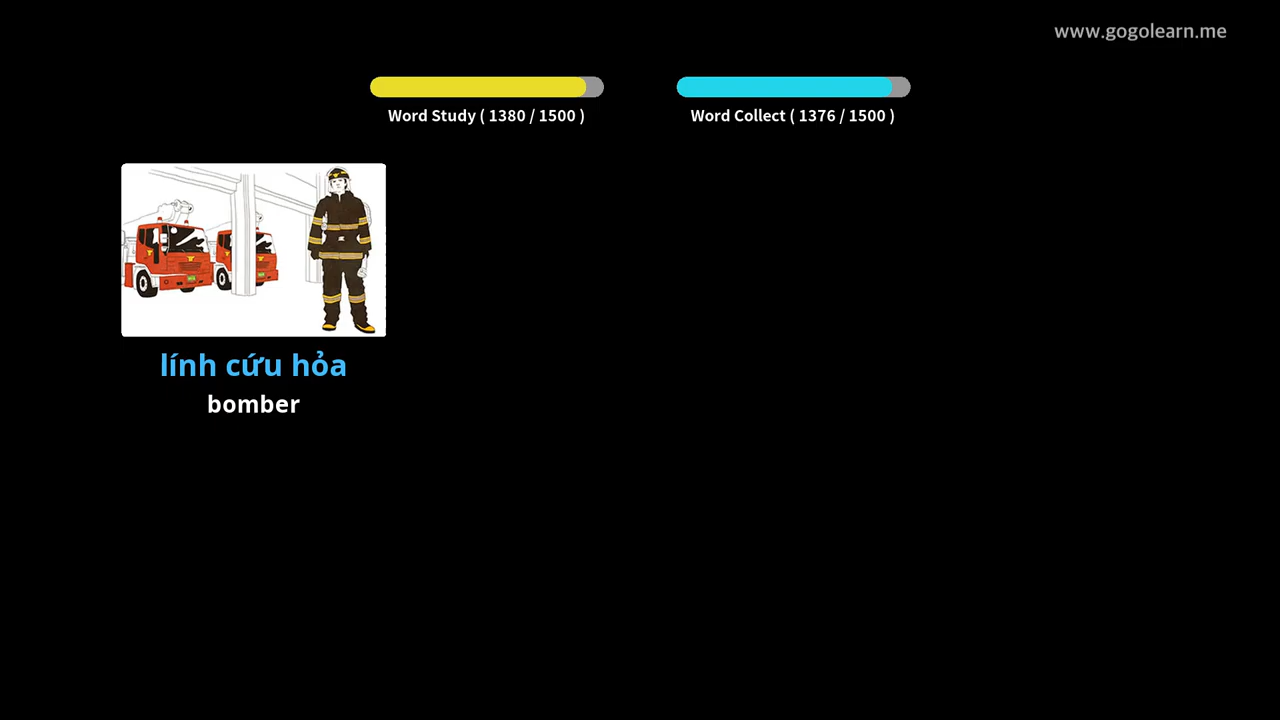 www.gogolearn.me
Word Study ( 1380 / 1500 )
Word Collect ( 1376 / 1500 )
lính cứu hỏa
bomber